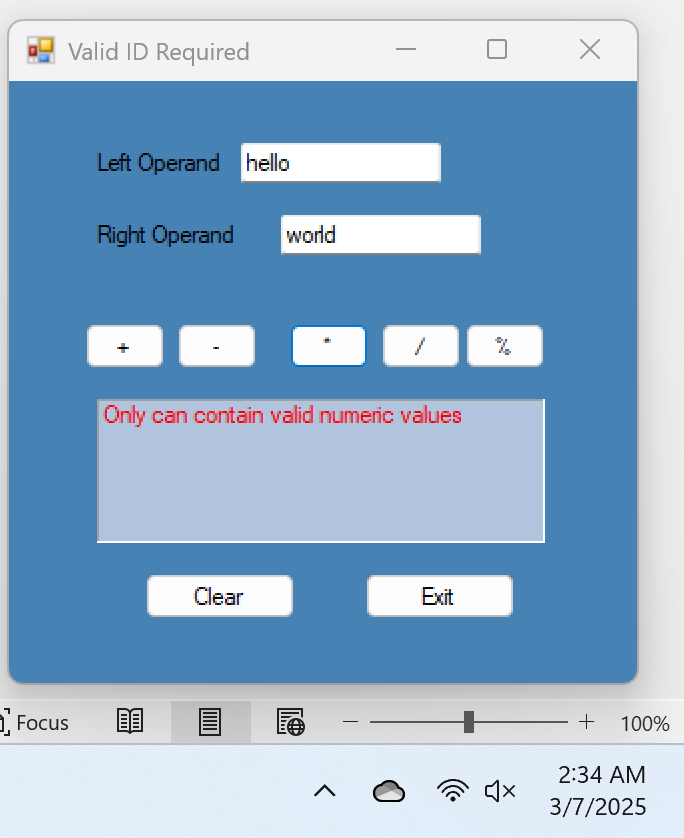 Valid ID Required
Left Operand hello
Right Operand world
+ - * / %
Only can contain valid numeric values
Clear Exit
Focus 100%
2:34 AM
3/7/2025